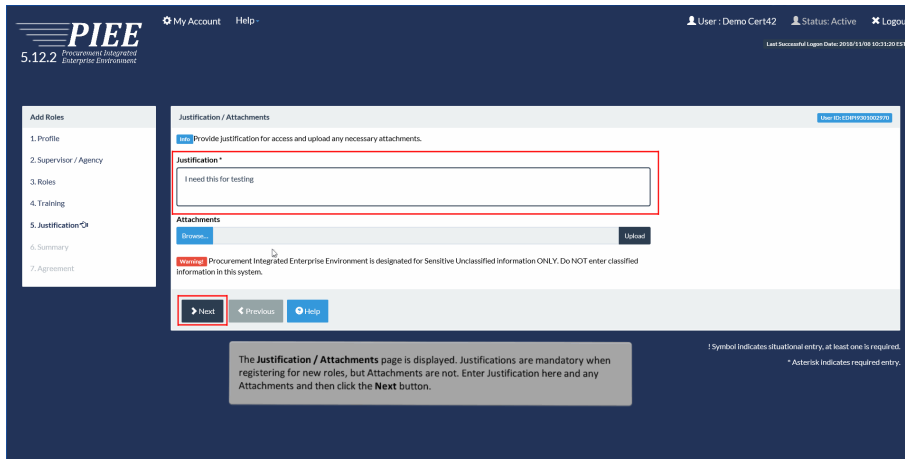 PIEE
5.12.2 Procurement Integrated
Enterprise Environment
My Account Help
User : Demo Cert42 Status: Active Logou
Last Successful Logon Date: 2018/11/08 10:31:20 EST
Add Roles
1. Profile
2. Supervisor / Agency
3. Roles
4. Training
5. Justification
6. Summary
7. Agreement
Justification / Attachments
User ID: EDIPI9301002970
Info Provide justification for access and upload any necessary attachments.
Justification *
I need this for testing
Attachments
Browse... Upload
Warning! Procurement Integrated Enterprise Environment is designated for Sensitive Unclassified information ONLY. Do NOT enter classified
information in this system.
Next Previous Help
! Symbol indicates situational entry, at least one is required.
* Asterisk indicates required entry.
The Justification / Attachments page is displayed. Justifications are mandatory when
registering for new roles, but Attachments are not. Enter Justification here and any
Attachments and then click the Next button.